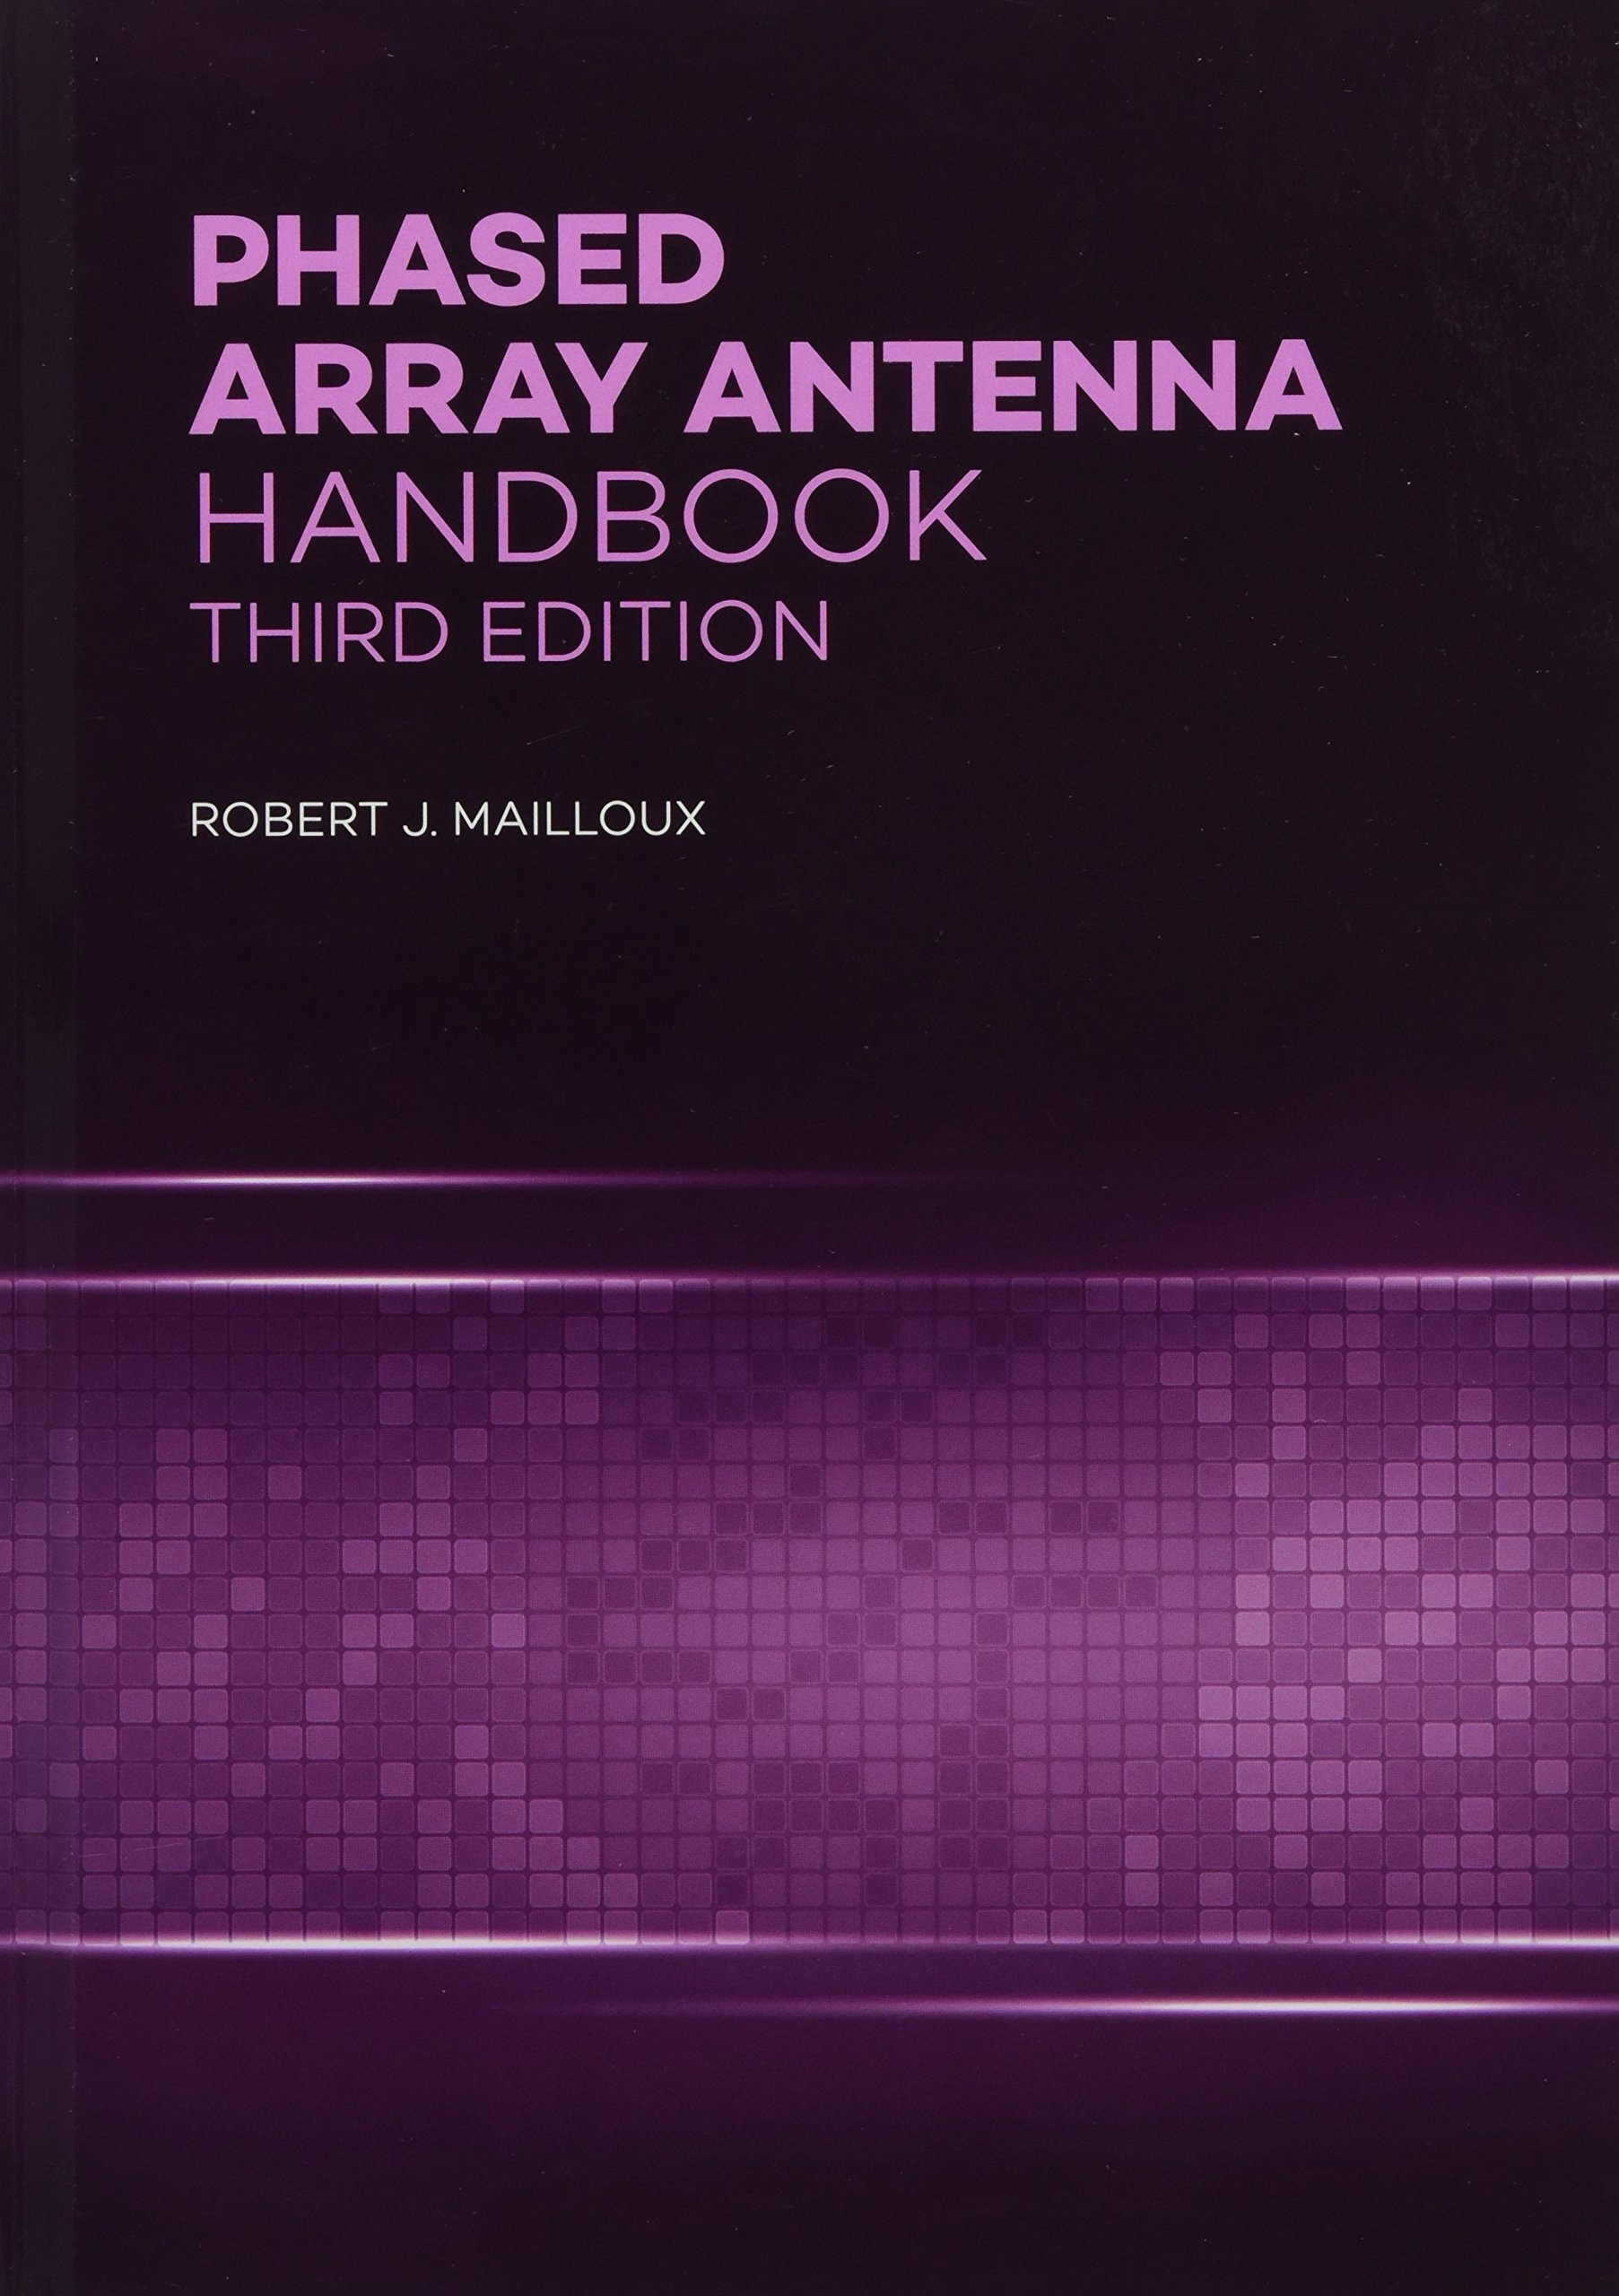 PHASED
ARRAY ANTENNA
HANDBOOK
THIRD EDITION
ROBERT J. MAILLOUX